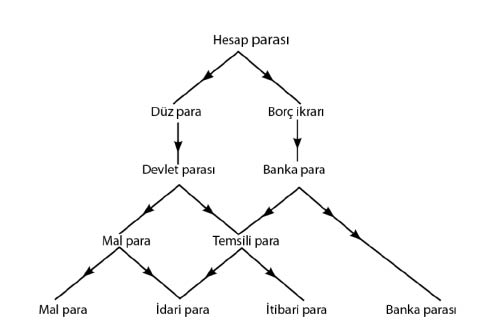 Hesap parası
Düz para
Borç ikrarı
Devlet parası
Banka para
Mal para
Temsili para
Mal para
İdari para
İtibari para
Banka parası